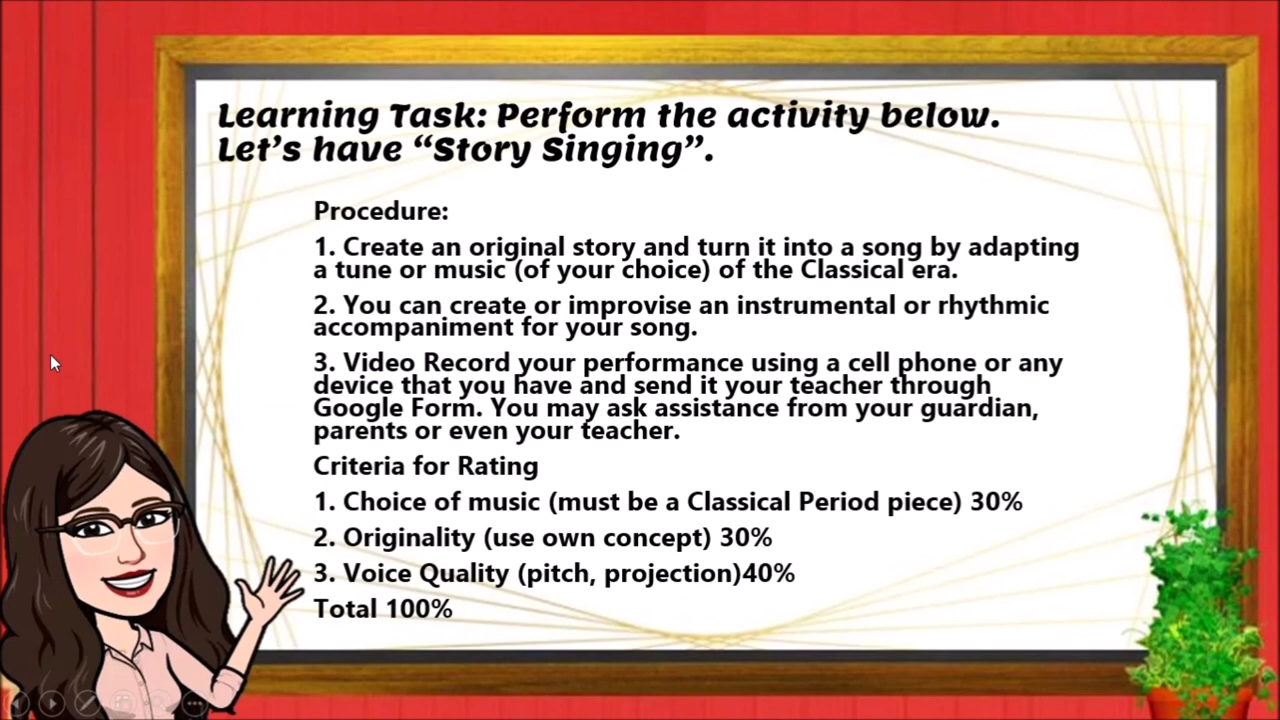 Learning Task: Perform the activity below.
Let's have “Story Singing”.
Procedure:
1. Create an original story and turn it into a song by adapting
a tune or music (of your choice) of the Classical era.
2. You can create or improvise an instrumental or rhythmic
accompaniment for your song.
3. Video Record your performance using a cell phone or any
device that you have and send it your teacher through
Google Form. You may ask assistance from your guardian,
parents or even your teacher.
Criteria for Rating
1. Choice of music (must be a Classical Period piece) 30%
2. Originality (use own concept) 30%
3. Voice Quality (pitch, projection)40%
Total 100%